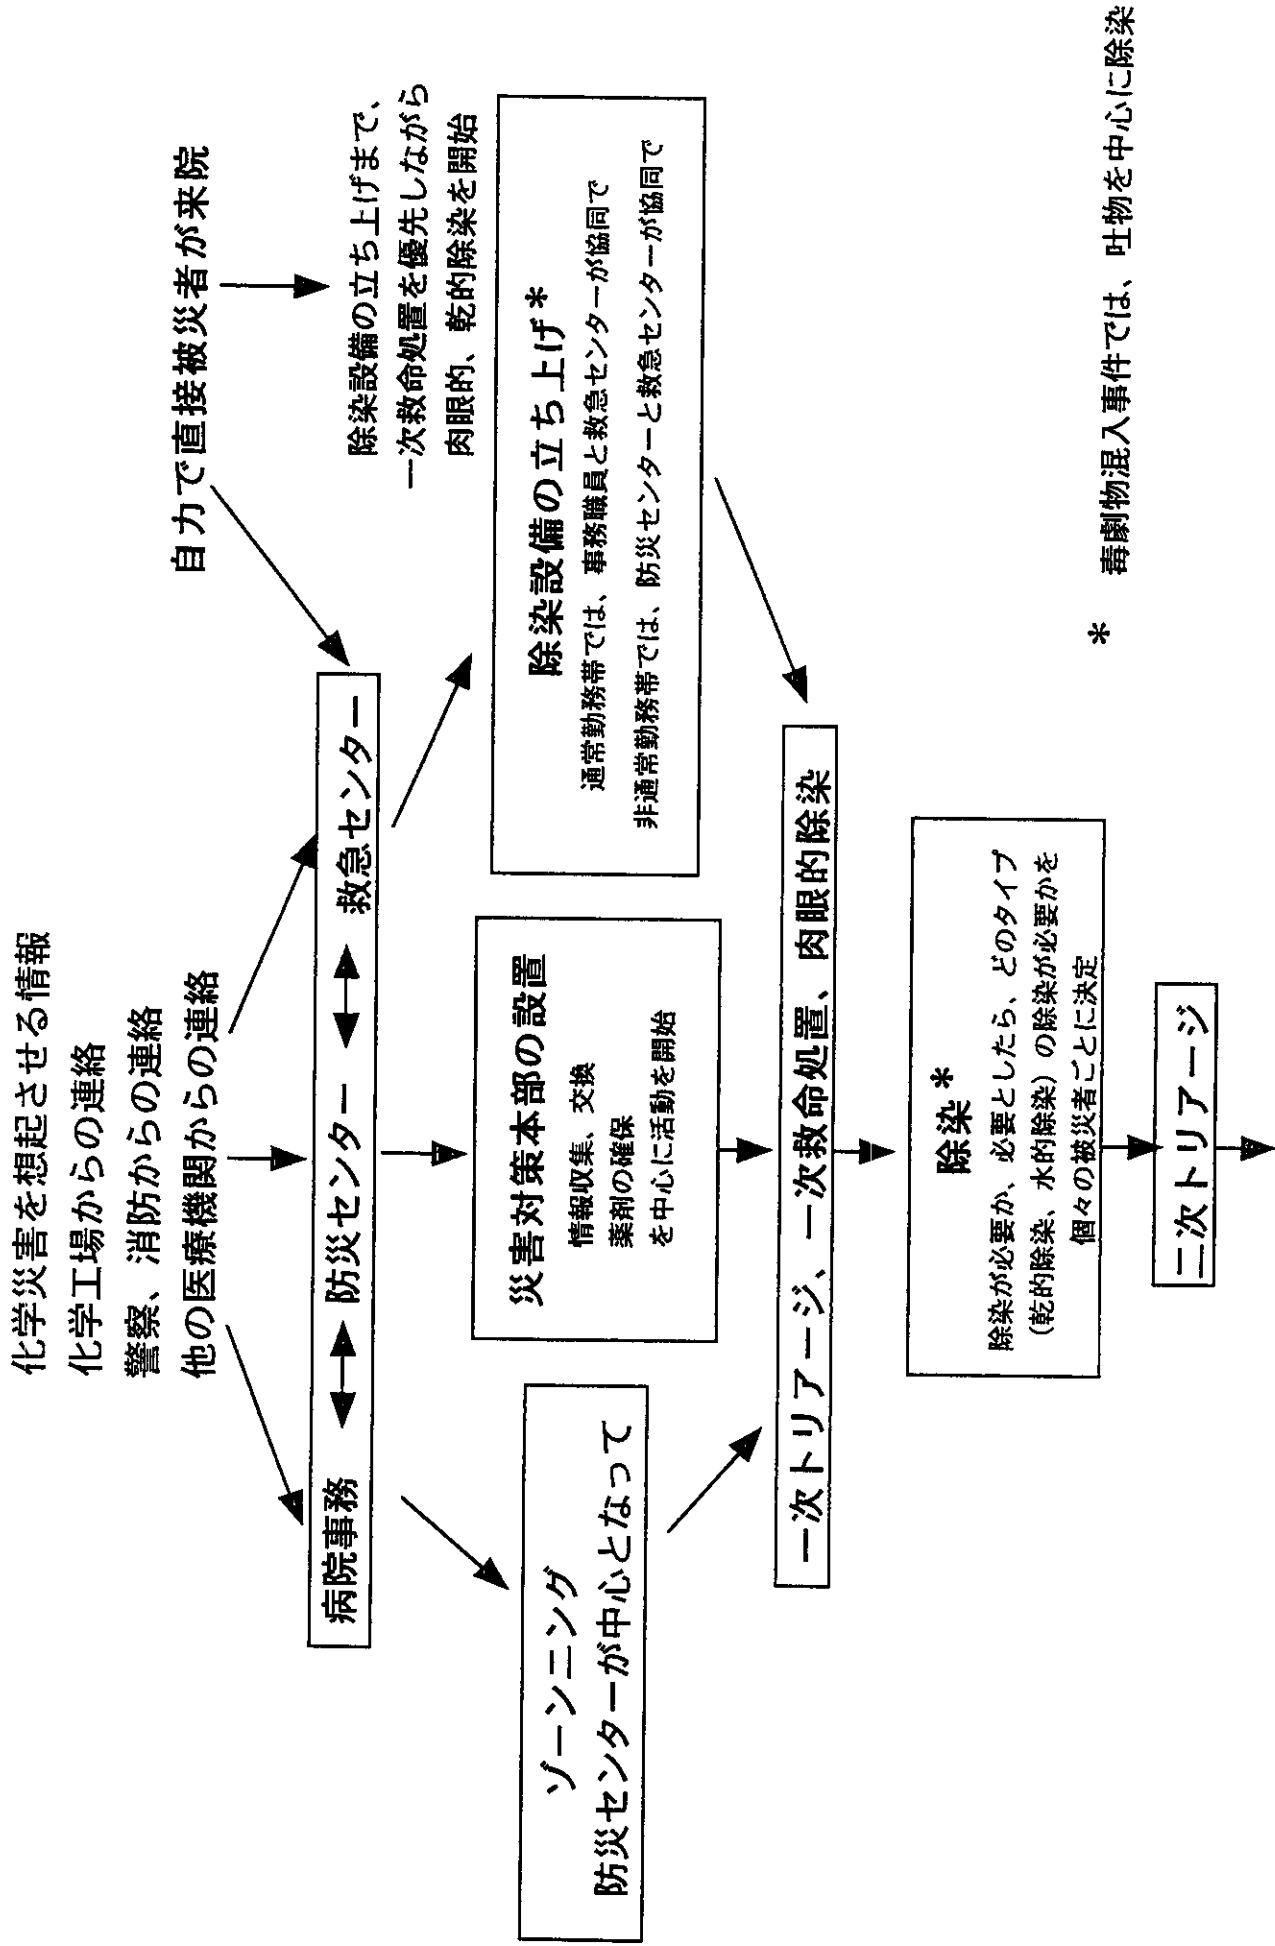 化学災害を想起させる情報
化学工場からの連絡
警察、消防からの連絡
他の医療機関からの連絡
自力で直接被災者が来院
病院事務
防災センター
救急センター
除染設備の立ち上げまで、
一次救命処置を優先しながら
肉眼的、乾的除染を開始
ゾーンニング
防災センターが中心となって
災害対策本部の設置
情報収集、交換
薬剤の確保
を中心に活動を開始
除染設備の立ち上げ*
通常勤務帯では、事務職員と救急センターが協同で
非通常勤務帯では、防災センターと救急センターが協同で
一次トリアージ、一次救命処置、肉眼的除染
除染*
除染が必要か、必要としたら、どのタイプ
（乾的除染、水的除染）の除染が必要かを
個々の被災者ごとに決定
* 毒劇物混入事件では、吐物を中心に除染
二次トリアージ